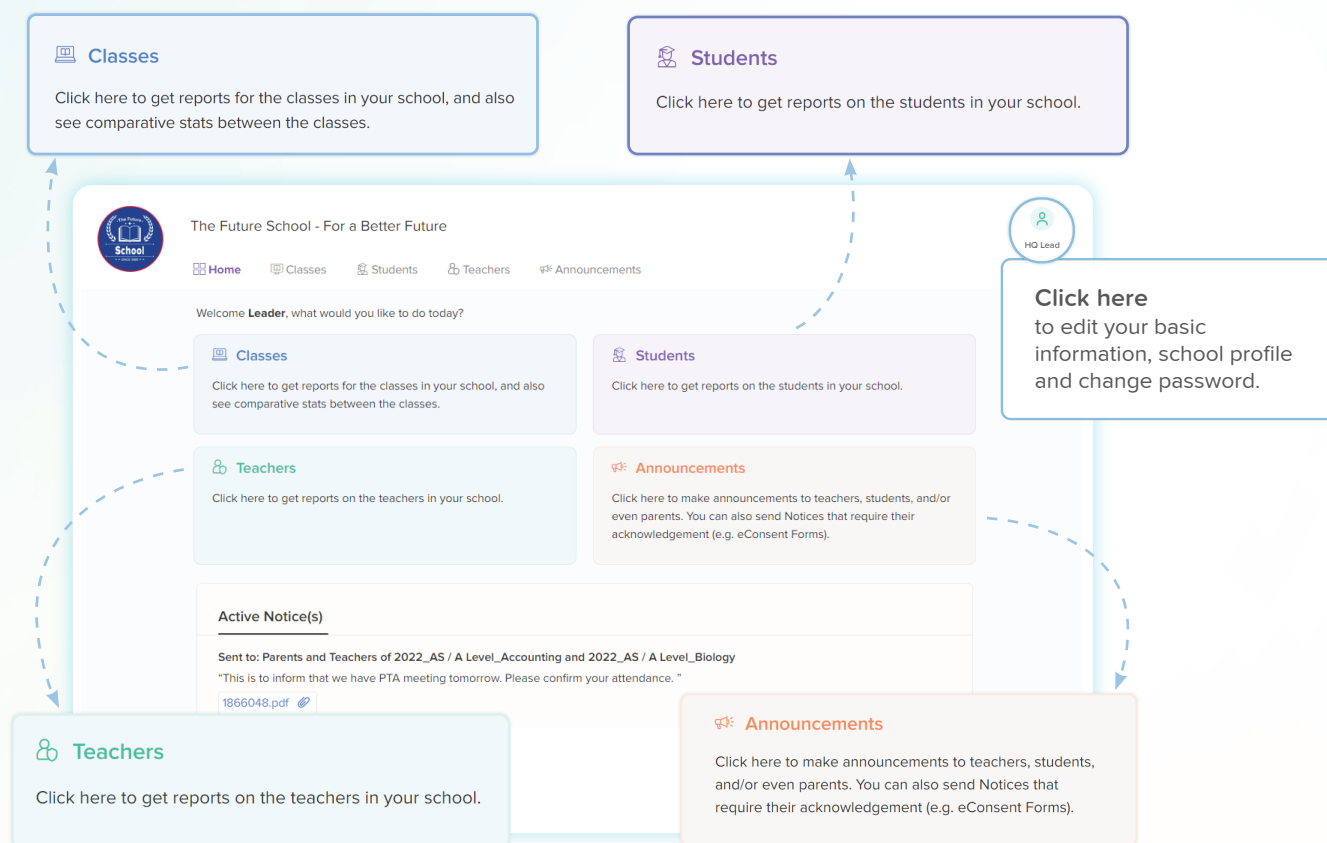 Classes
Click here to get reports for the classes in your school, and also
see comparative stats between the classes.
Students
Click here to get reports on the students in your school.
The Future
School
The Future School - For a Better Future
HQ Lead
Home
Classes
Students
Teachers
Announcements
Click here
to edit your basic
information, school profile
and change password.
Welcome Leader, what would you like to do today?
Classes
Click here to get reports for the classes in your school, and also
see comparative stats between the classes.
Students
Click here to get reports on the students in your school.
Teachers
Click here to get reports on the teachers in your school.
Announcements
Click here to make announcements to teachers, students, and/or
even parents. You can also send Notices that require their
acknowledgement (e.g. eConsent Forms).
Active Notice(s)
Sent to: Parents and Teachers of 2022_AS / A Level_Accounting and 2022_AS / A Level_Biology
“This is to inform that we have PTA meeting tomorrow. Please confirm your attendance. ”
1866048.pdf
Teachers
Click here to get reports on the teachers in your school.
Announcements
Click here to make announcements to teachers, students,
and/or even parents. You can also send Notices that
require their acknowledgement (e.g. eConsent Forms).